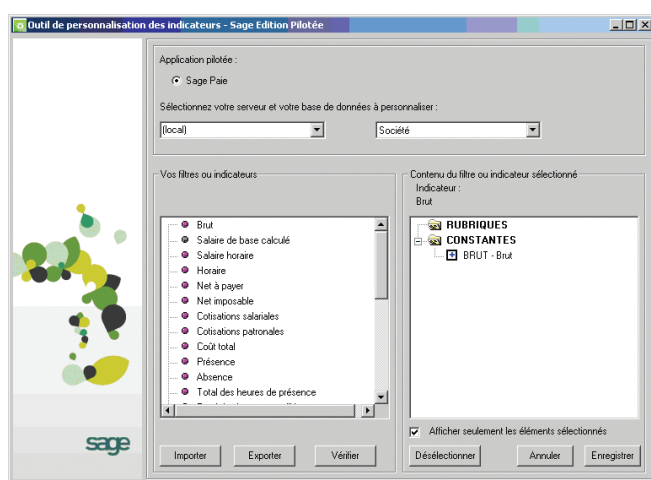 Outil de personnalisation des indicateurs - Sage Edition Pilotée
Application pilotée :
Sage Paie
Sélectionnez votre serveur et votre base de données à personnaliser :
(local)
Société
Vos filtres ou indicateurs
Brut
Salaire de base calculé
Salaire horaire
Horaire
Net à payer
Net imposable
Cotisations salariales
Cotisations patronales
Coût total
Présence
Absence
Total des heures de présence
Contenu du filtre ou indicateur sélectionné
Indicateur :
Brut
RUBRIQUES
CONSTANTES
BRUT - Brut
Afficher seulement les éléments sélectionnés
Importer
Exporter
Vérifier
Désélectionner
Annuler
Enregistrer
sage